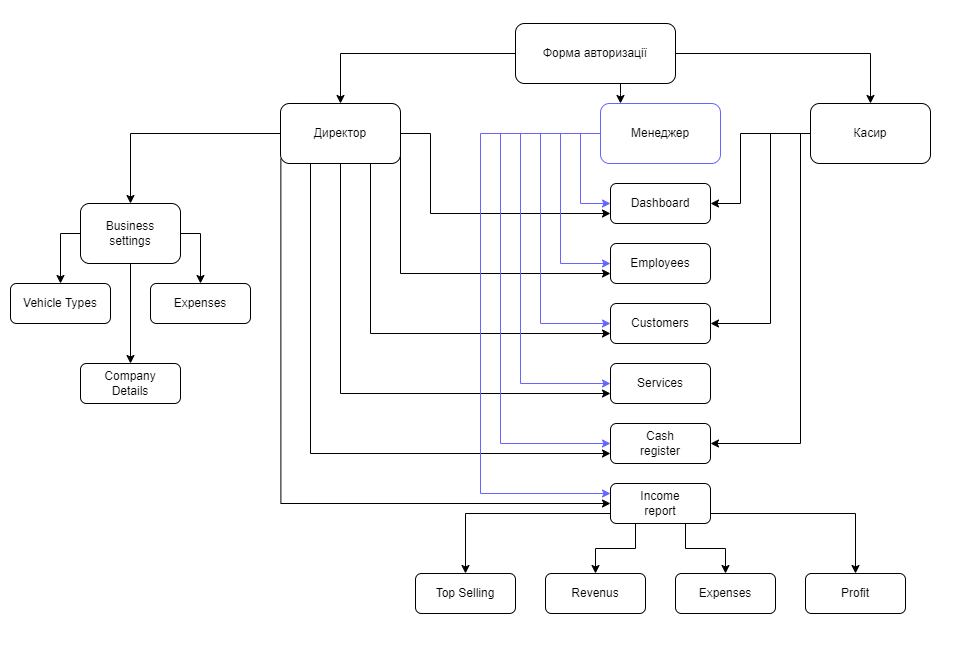 Форма авторизації
Директор
Менеджер
Касир
Dashboard
Business
settings
Employees
Vehicle Types
Expenses
Customers
Company
Details
Services
Cash
register
Income
report
Top Selling
Revenus
Expenses
Profit